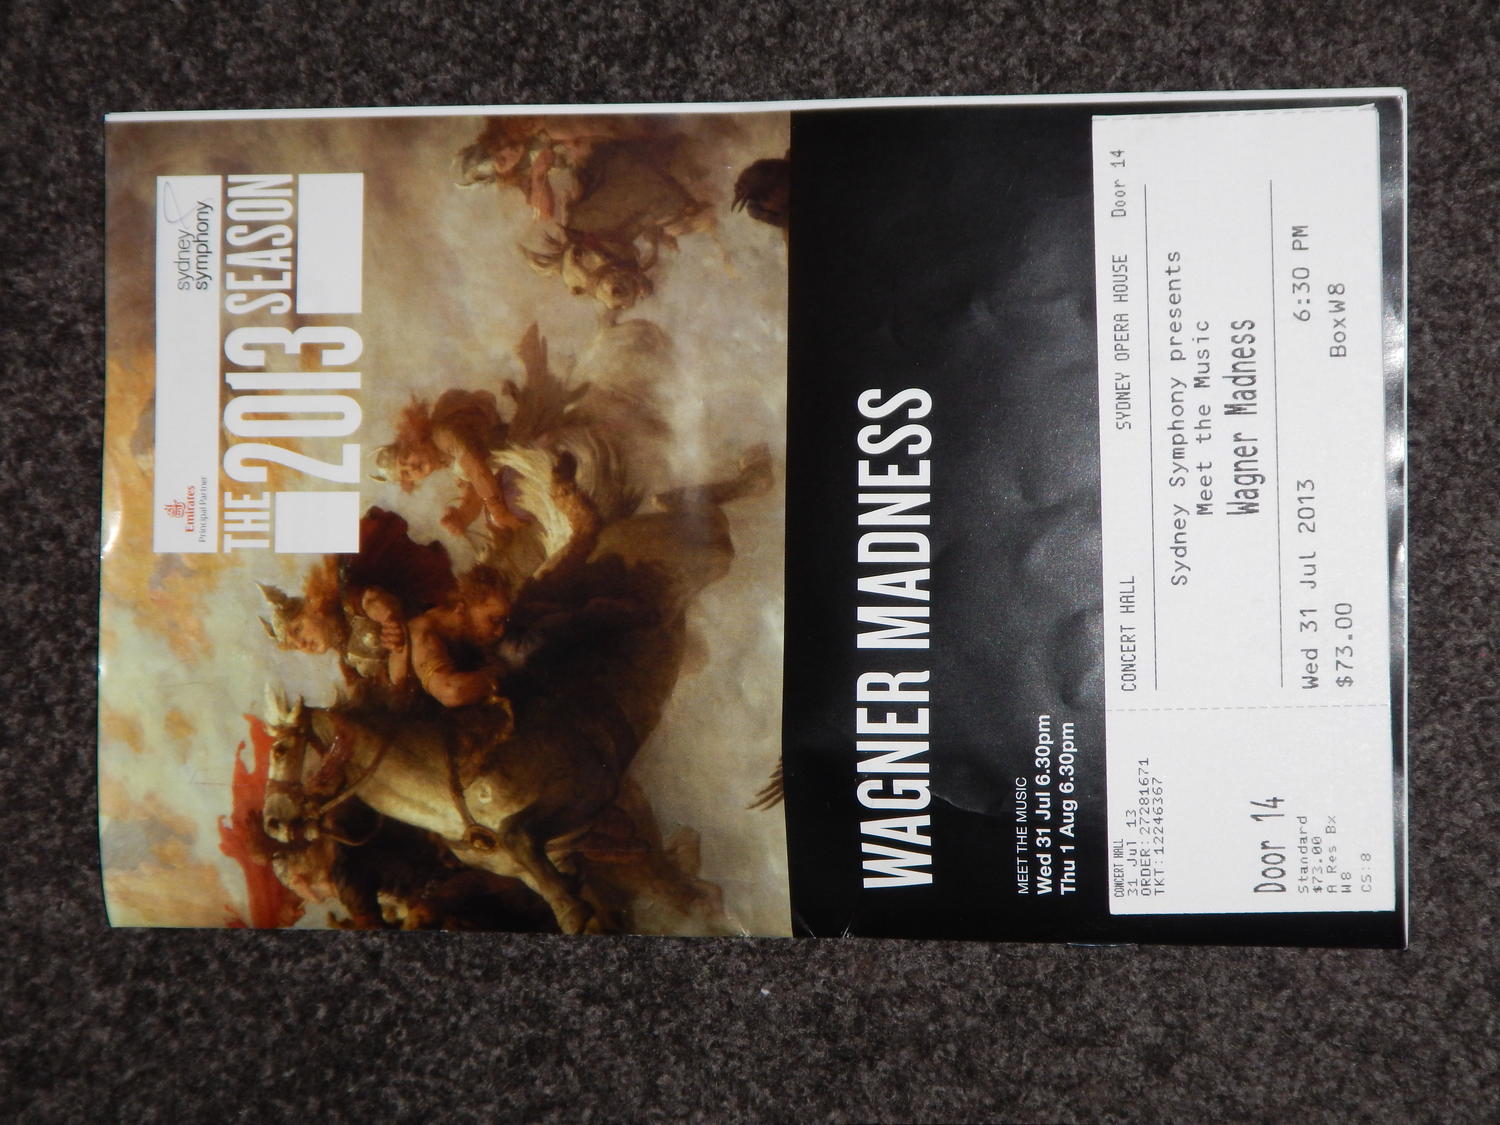 sydney
symphony
Emirates
Principal Partner
THE 2013 SEASON
WAGNER MADNESS
MEET THE MUSIC
Wed 31 Jul 6.30pm
Thu 1 Aug 6.30pm
CONCERT HALL
31 Jul 13
ORDER:27281671
TKT:12246367
Door 14
Standard
$73.00
A Res Bx
W8
CS:8
CONCERT HALL SYDNEY OPERA HOUSE Door 14
Sydney Symphony presents
Meet the Music
Wagner Madness
Wed 31 Jul 2013 6:30 PM
$73.00 BoxW8